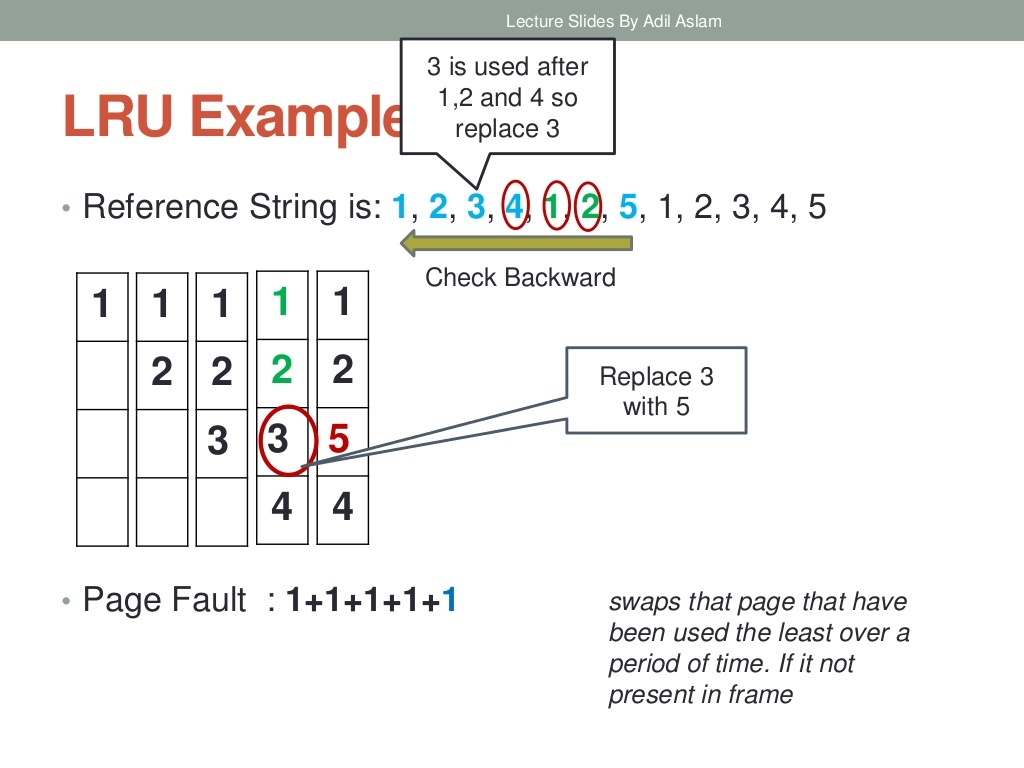 Lecture Slides By Adil Aslam
3 is used after
1,2 and 4 so
replace 3
LRU Example
• Reference String is: 1, 2, 3, 4, 1, 2, 5, 1, 2, 3, 4, 5
Check Backward
1 1 1 1 1
2 2 2 2
3 3 5
4 4
Replace 3
with 5
• Page Fault : 1+1+1+1+1
swaps that page that have
been used the least over a
period of time. If it not
present in frame